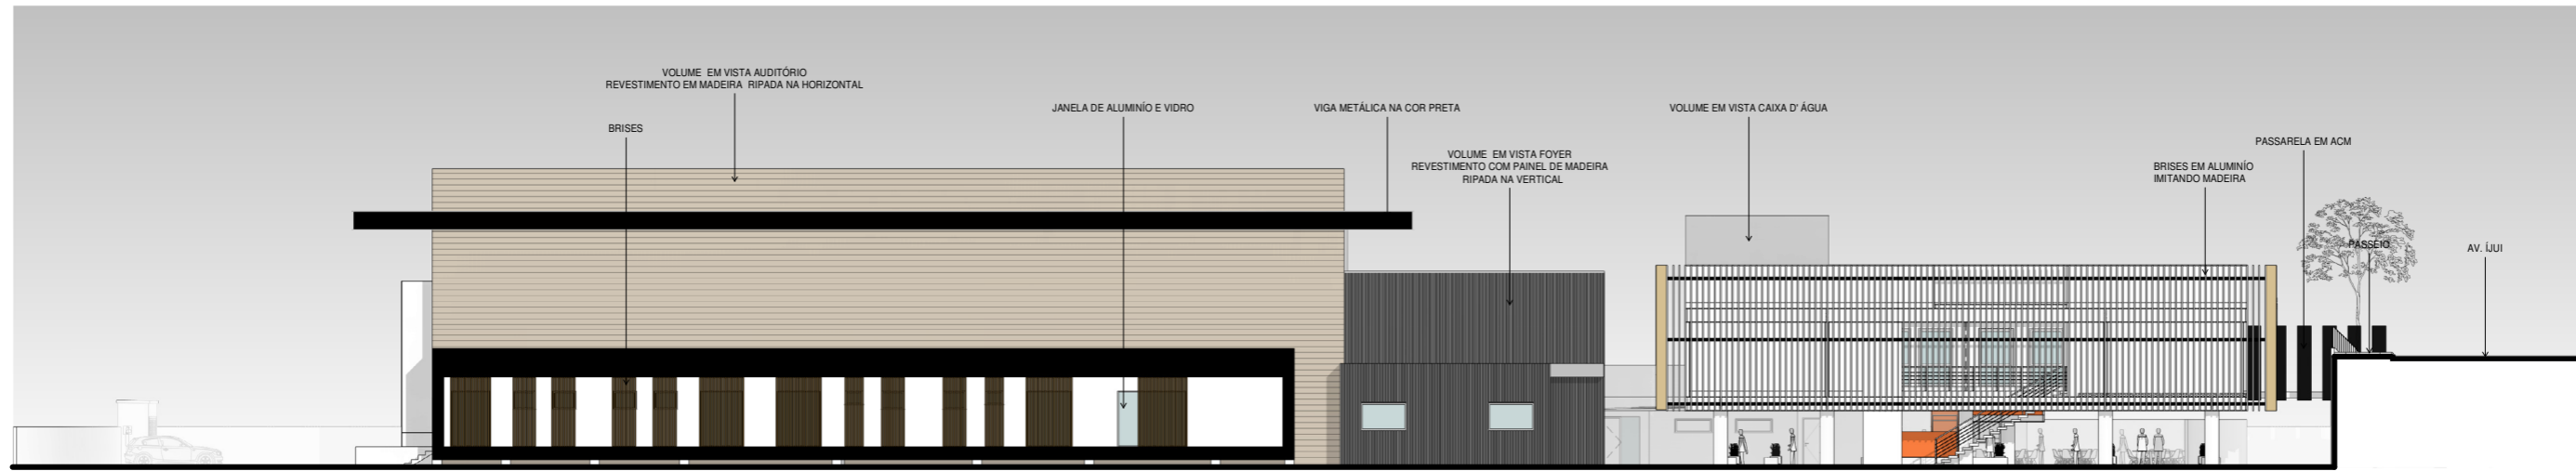 VOLUME EM VISTA AUDITÓRIO
REVESTIMENTO EM MADEIRA RIPADA NA HORIZONTAL
BRISES
JANELA DE ALUMINÍO E VIDRO
VIGA METÁLICA NA COR PRETA
VOLUME EM VISTA FOYER
REVESTIMENTO COM PAINEL DE MADEIRA
RIPADA NA VERTICAL
VOLUME EM VISTA CAIXA D' ÁGUA
BRISES EM ALUMINÍO
IMITANDO MADEIRA
PASSARELA EM ACM
PASSEIO
AV. ÍJUI